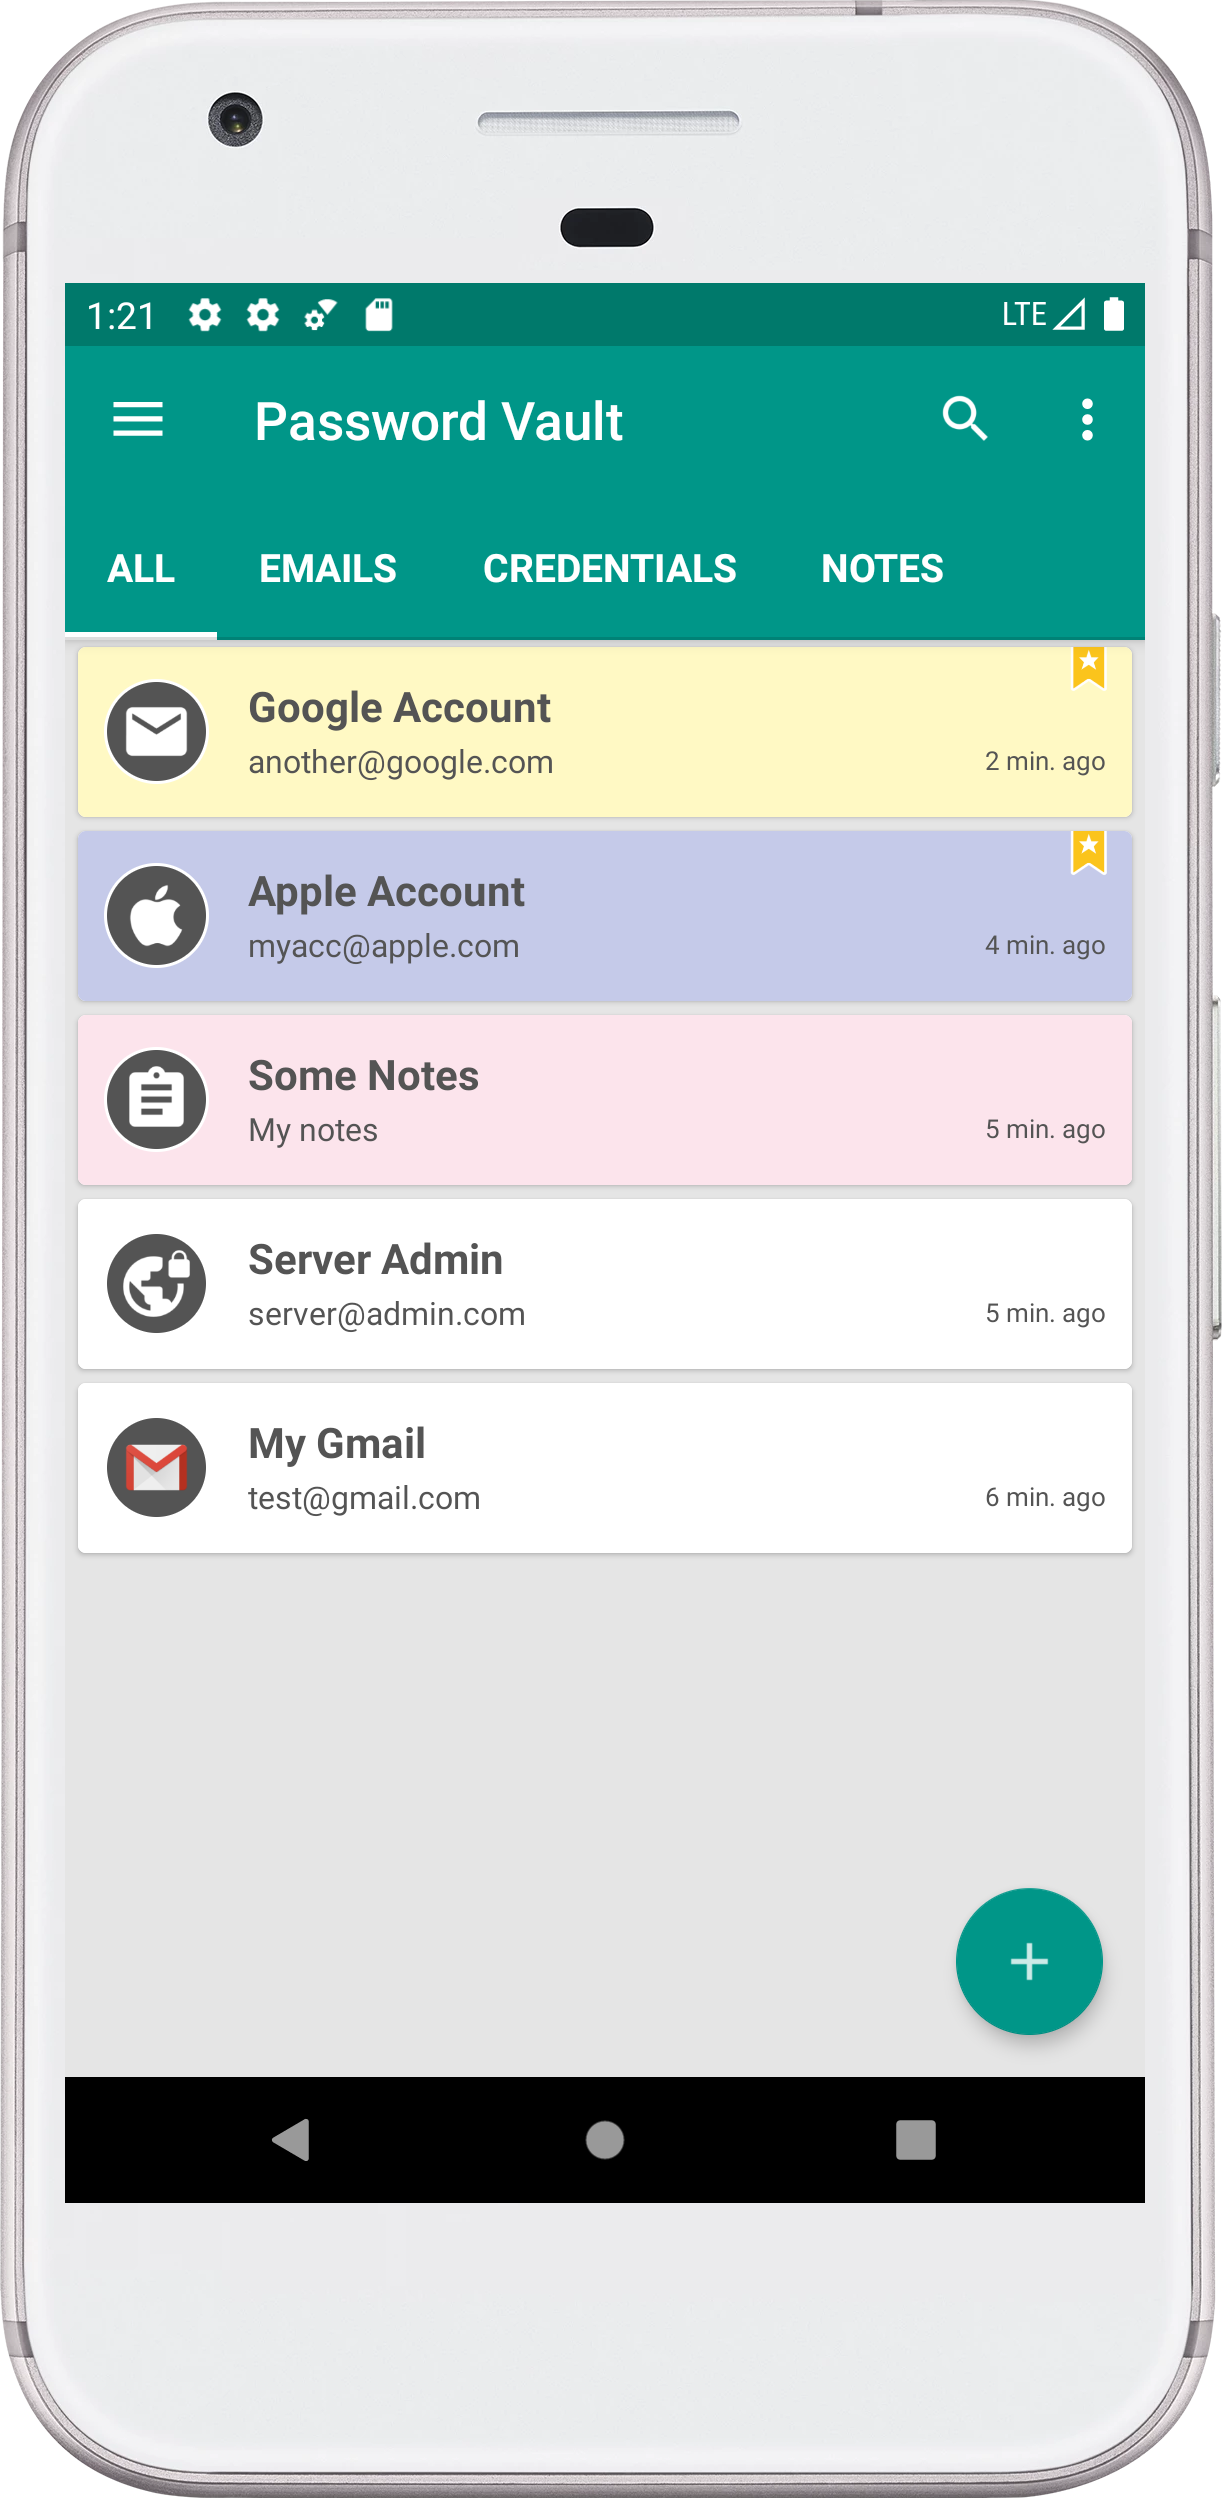 1:21 LTE
Password Vault
ALL EMAILS CREDENTIALS NOTES
Google Account
another@google.com 2 min. ago
Apple Account
myacc@apple.com 4 min. ago
Some Notes
My notes 5 min. ago
Server Admin
server@admin.com 5 min. ago
My Gmail
test@gmail.com 6 min. ago